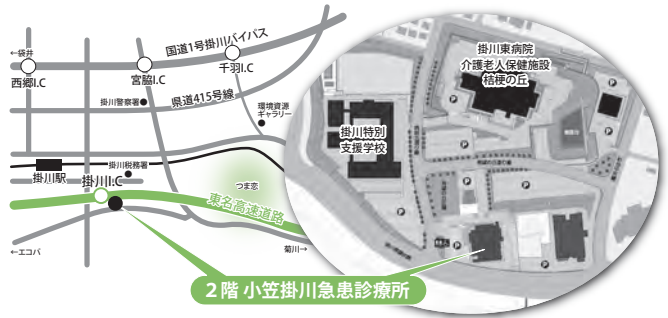 国道1号掛川バイパス
←袋井
西郷I.C
宮脇I.C
千羽I.C
掛川警察署
県道415号線
環境資源
ギャラリー
掛川駅
掛川税務署
掛川I.C
つま恋
東名高速道路
←エコパ
菊川→
掛川東病院
介護老人保健施設
桔梗の丘
掛川特別
支援学校
P
P
P
P
P
P
P
P
P
2階 小笠掛川急患診療所